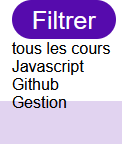 Filtrer
tous les cours
Javascript
Github
Gestion